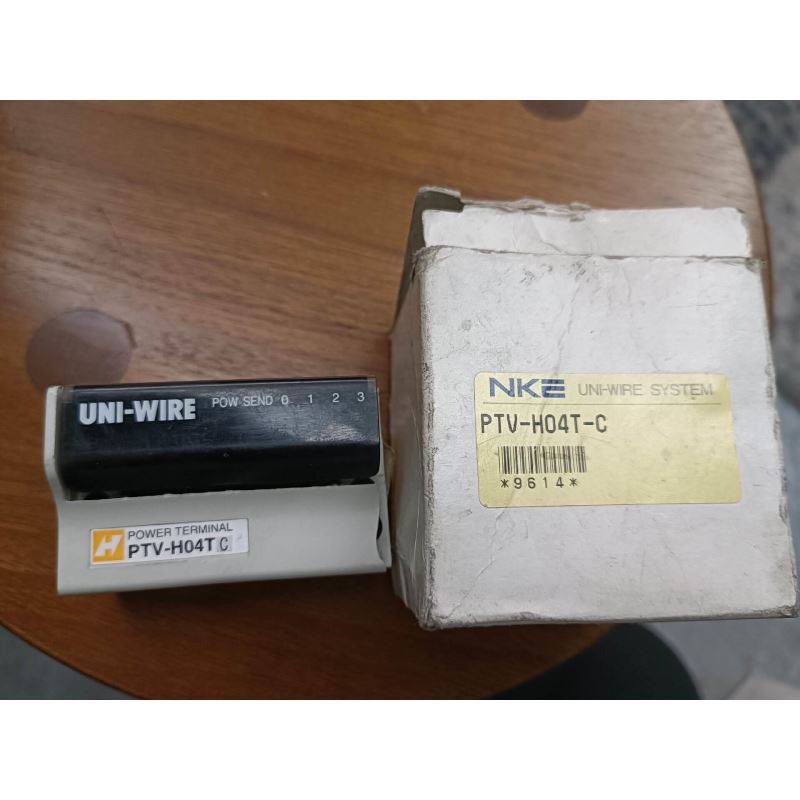 UNI-WIRE POW SEND 0 1 2 3
H POWER TERMINAL
PTV-H04T C
NKE UNI-WIRE SYSTEM
PTV-H04T-C
*9614*